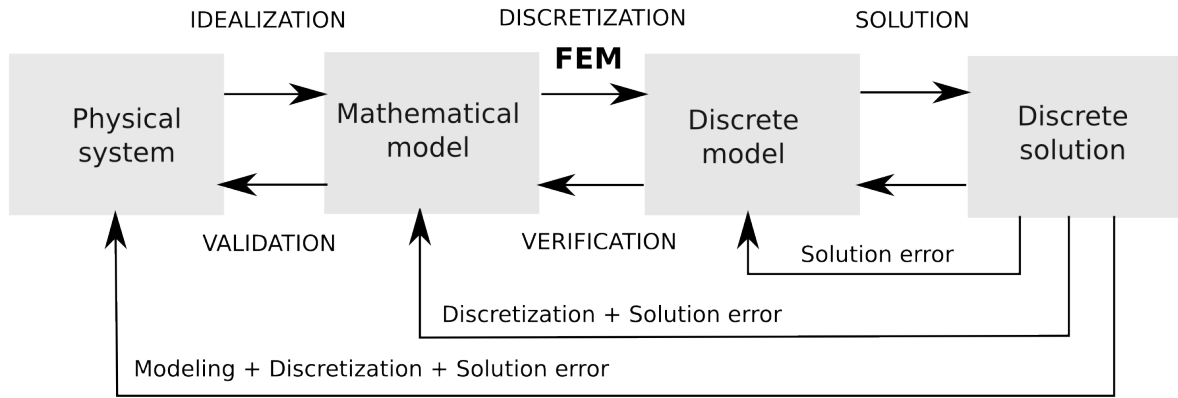 IDEALIZATION
DISCRETIZATION
SOLUTION
FEM
Physical
system
Mathematical
model
Discrete
model
Discrete
solution
VALIDATION
VERIFICATION
Solution error
Discretization + Solution error
Modeling + Discretization + Solution error